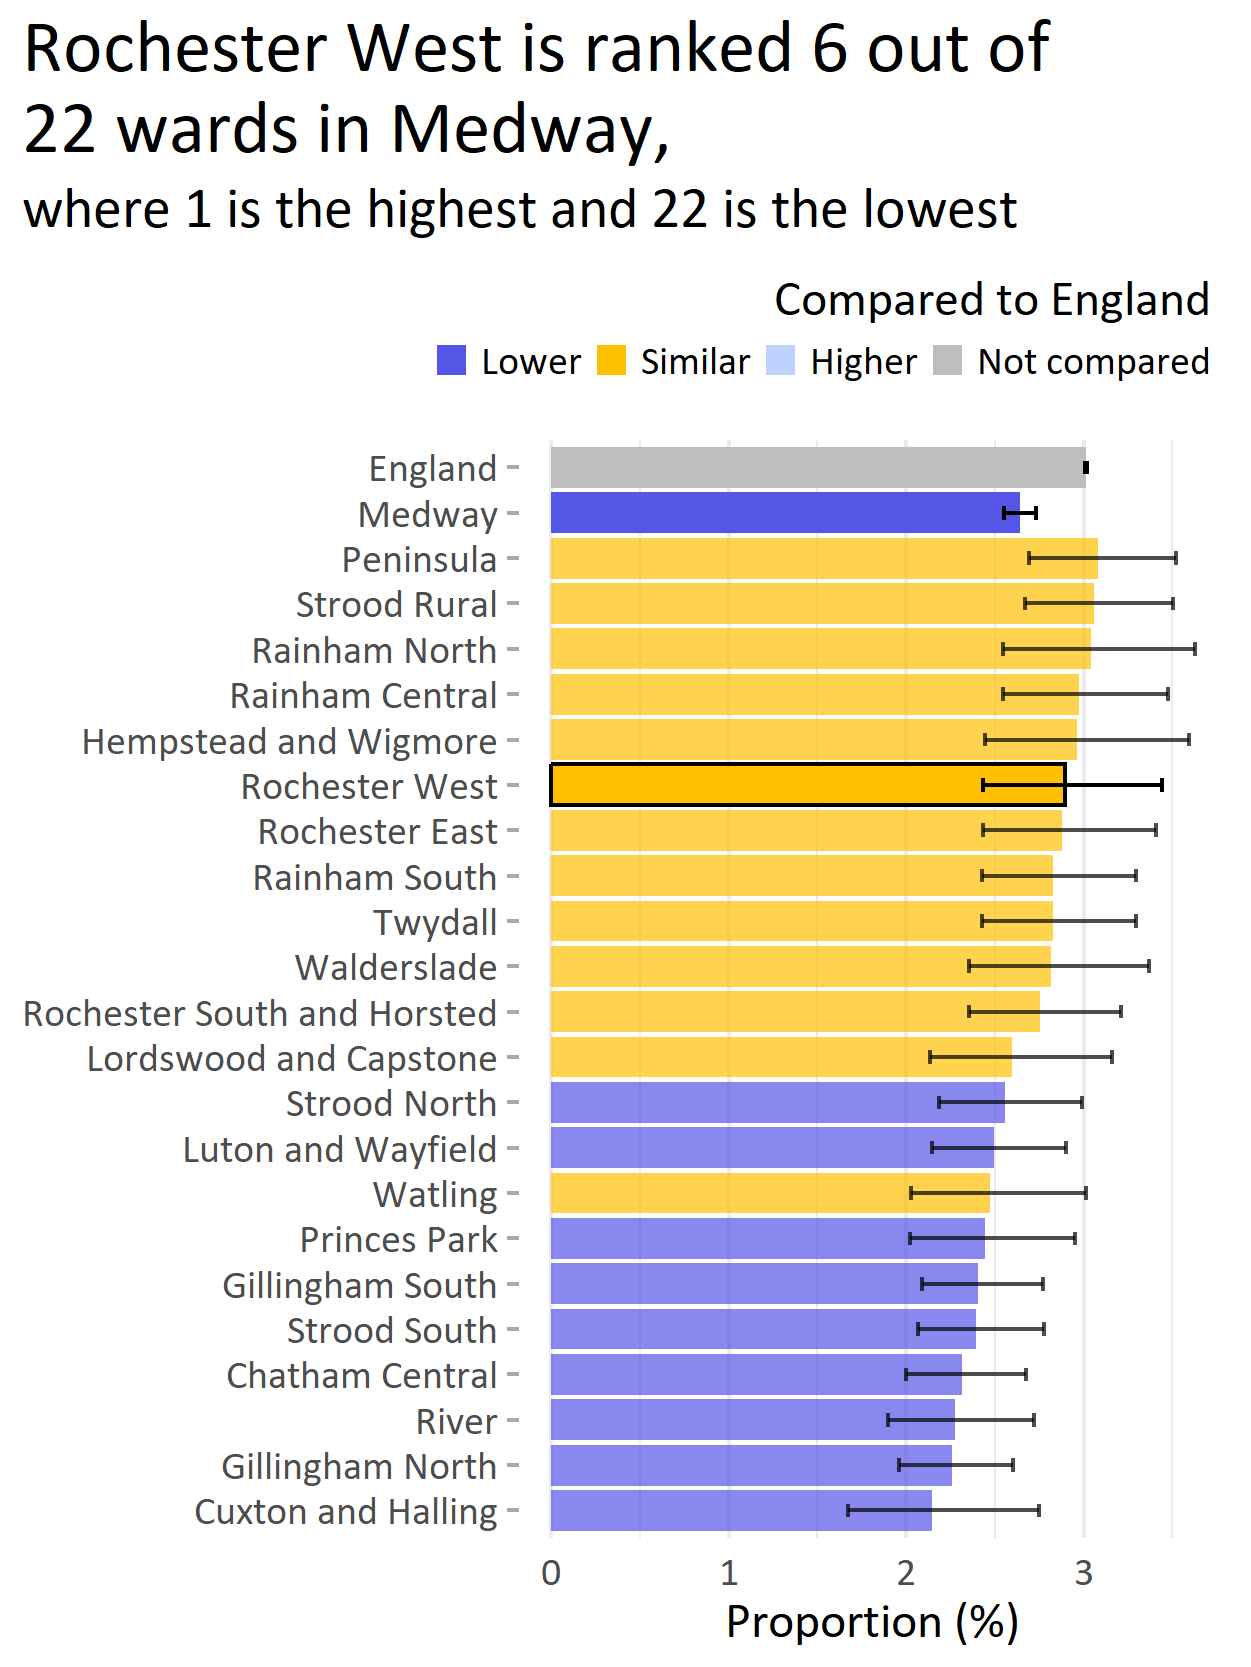 Rochester West is ranked 6 out of
22 wards in Medway,
where 1 is the highest and 22 is the lowest
Compared to England
Lower Similar Higher Not compared
England
Medway
Peninsula
Strood Rural
Rainham North
Rainham Central
Hempstead and Wigmore
Rochester West
Rochester East
Rainham South
Twydall
Walderslade
Rochester South and Horsted
Lordswood and Capstone
Strood North
Luton and Wayfield
Watling
Princes Park
Gillingham South
Strood South
Chatham Central
River
Gillingham North
Cuxton and Halling
0 1 2 3
Proportion (%)